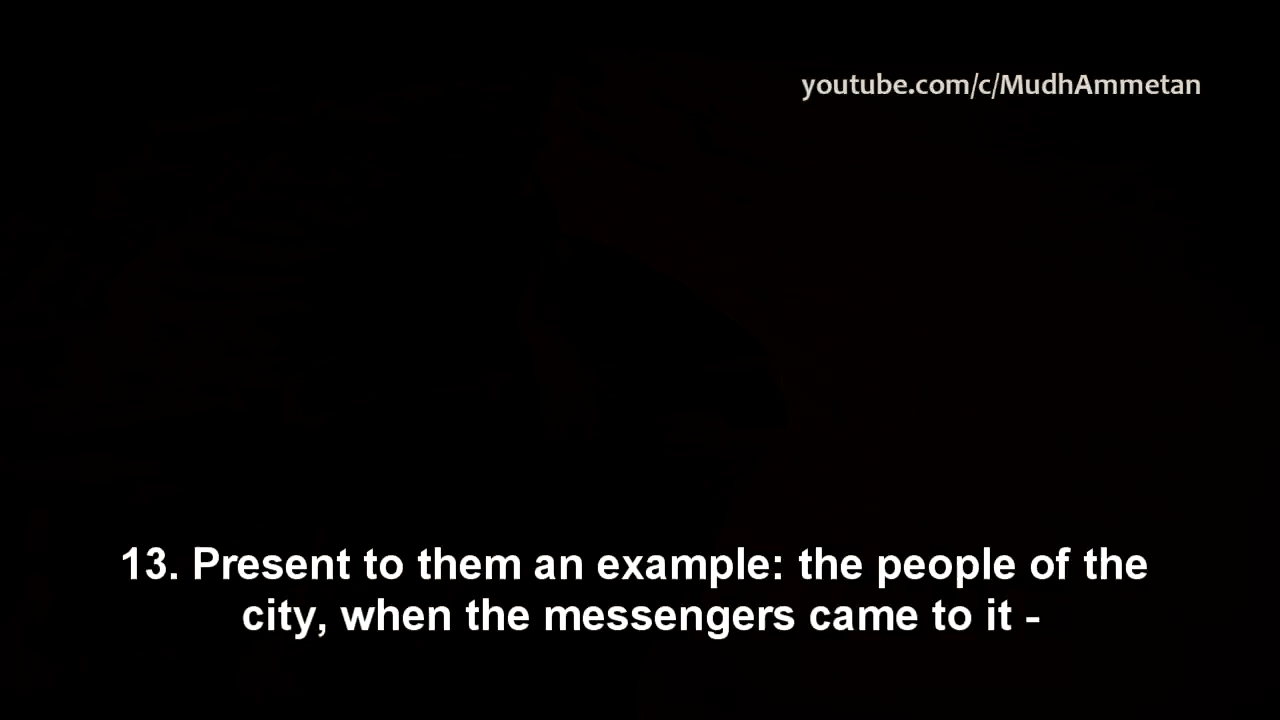 youtube.com/c/MudhAmmetan
13. Present to them an example: the people of the
city, when the messengers came to it -